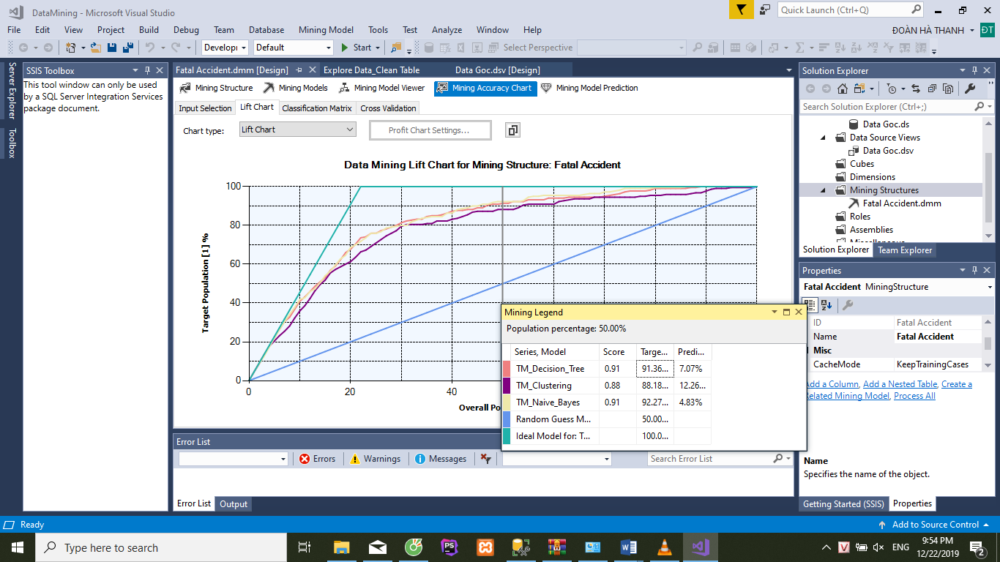 DataMining - Microsoft Visual Studio
Quick Launch (Ctrl+Q)
File Edit View Project Build Debug Team Database Mining Model Tools Test Analyze Window Help
ĐOÀN HÀ THANH ĐT
Develop Default Start Select Perspective
Server Explorer
Toolbox
SSIS Toolbox
This tool window can only be used
by a SQL Server Integration Services
package document.
Fatal Accident.dmm [Design] Explore Data_Clean Table Data Goc.dsv [Design]
Mining Structure Mining Models Mining Model Viewer Mining Accuracy Chart Mining Model Prediction
Input Selection Lift Chart Classification Matrix Cross Validation
Chart type: Lift Chart Profit Chart Settings...
Data Mining Lift Chart for Mining Structure: Fatal Accident
Target Population [1] %
100
80
60
40
20
0
0 20 40
Overall Po
Mining Legend
Population percentage: 50.00%
Series, Model Score Targe... Predi...
TM_Decision_Tree 0.91 91.36... 7.07%
TM_Clustering 0.88 88.18... 12.26...
TM_Naive_Bayes 0.91 92.27... 4.83%
Random Guess M... 50.00...
Ideal Model for: T... 100.0...
Error List
Errors Warnings Messages Search Error List
Error List Output
Solution Explorer
Search Solution Explorer (Ctrl+;)
Data Goc.ds
Data Source Views
Data Goc.dsv
Cubes
Dimensions
Mining Structures
Fatal Accident.dmm
Roles
Assemblies
Solution Explorer Team Explorer
Properties
Fatal Accident MiningStructure
ID Fatal Accident
Name Fatal Accident
Misc
CacheMode KeepTrainingCases
Add a Column, Add a Nested Table, Create a
Related Mining Model, Process All
Name
Specifies the name of the object.
Getting Started (SSIS) Properties
Ready
Add to Source Control
Type here to search
ENG
9:54 PM
12/22/2019
2